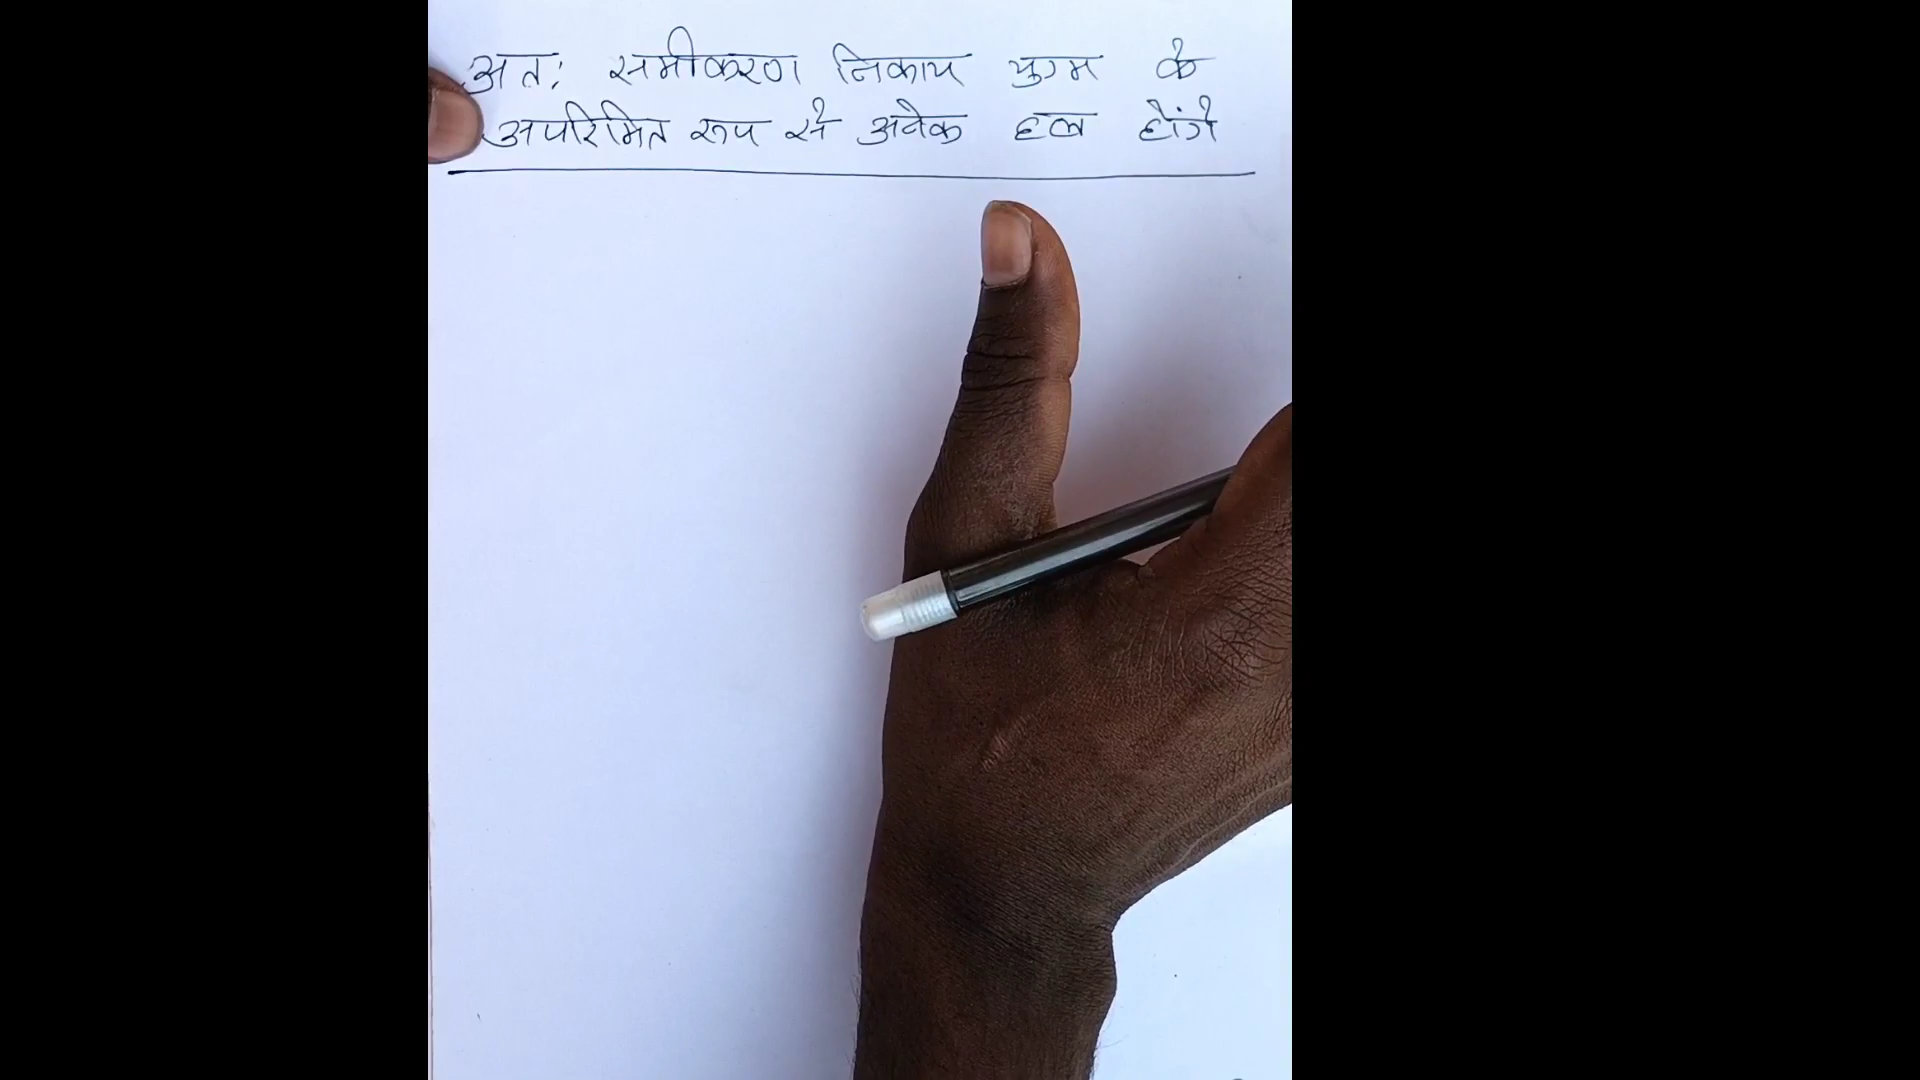 अतः समीकरण निकाय युग्म के
अपरिमित रूप से अनेक हल होंगे